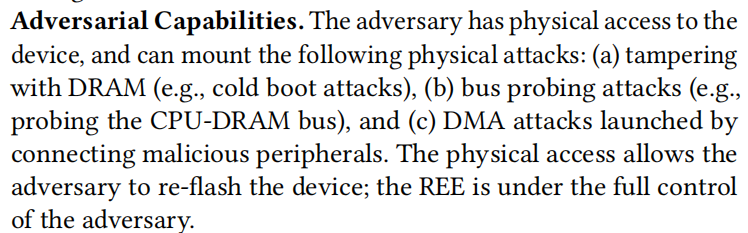 Adversarial Capabilities. The adversary has physical access to the
device, and can mount the following physical attacks: (a) tampering
with DRAM (e.g., cold boot attacks), (b) bus probing attacks (e.g.,
probing the CPU-DRAM bus), and (c) DMA attacks launched by
connecting malicious peripherals. The physical access allows the
adversary to re-flash the device; the REE is under the full control
of the adversary.